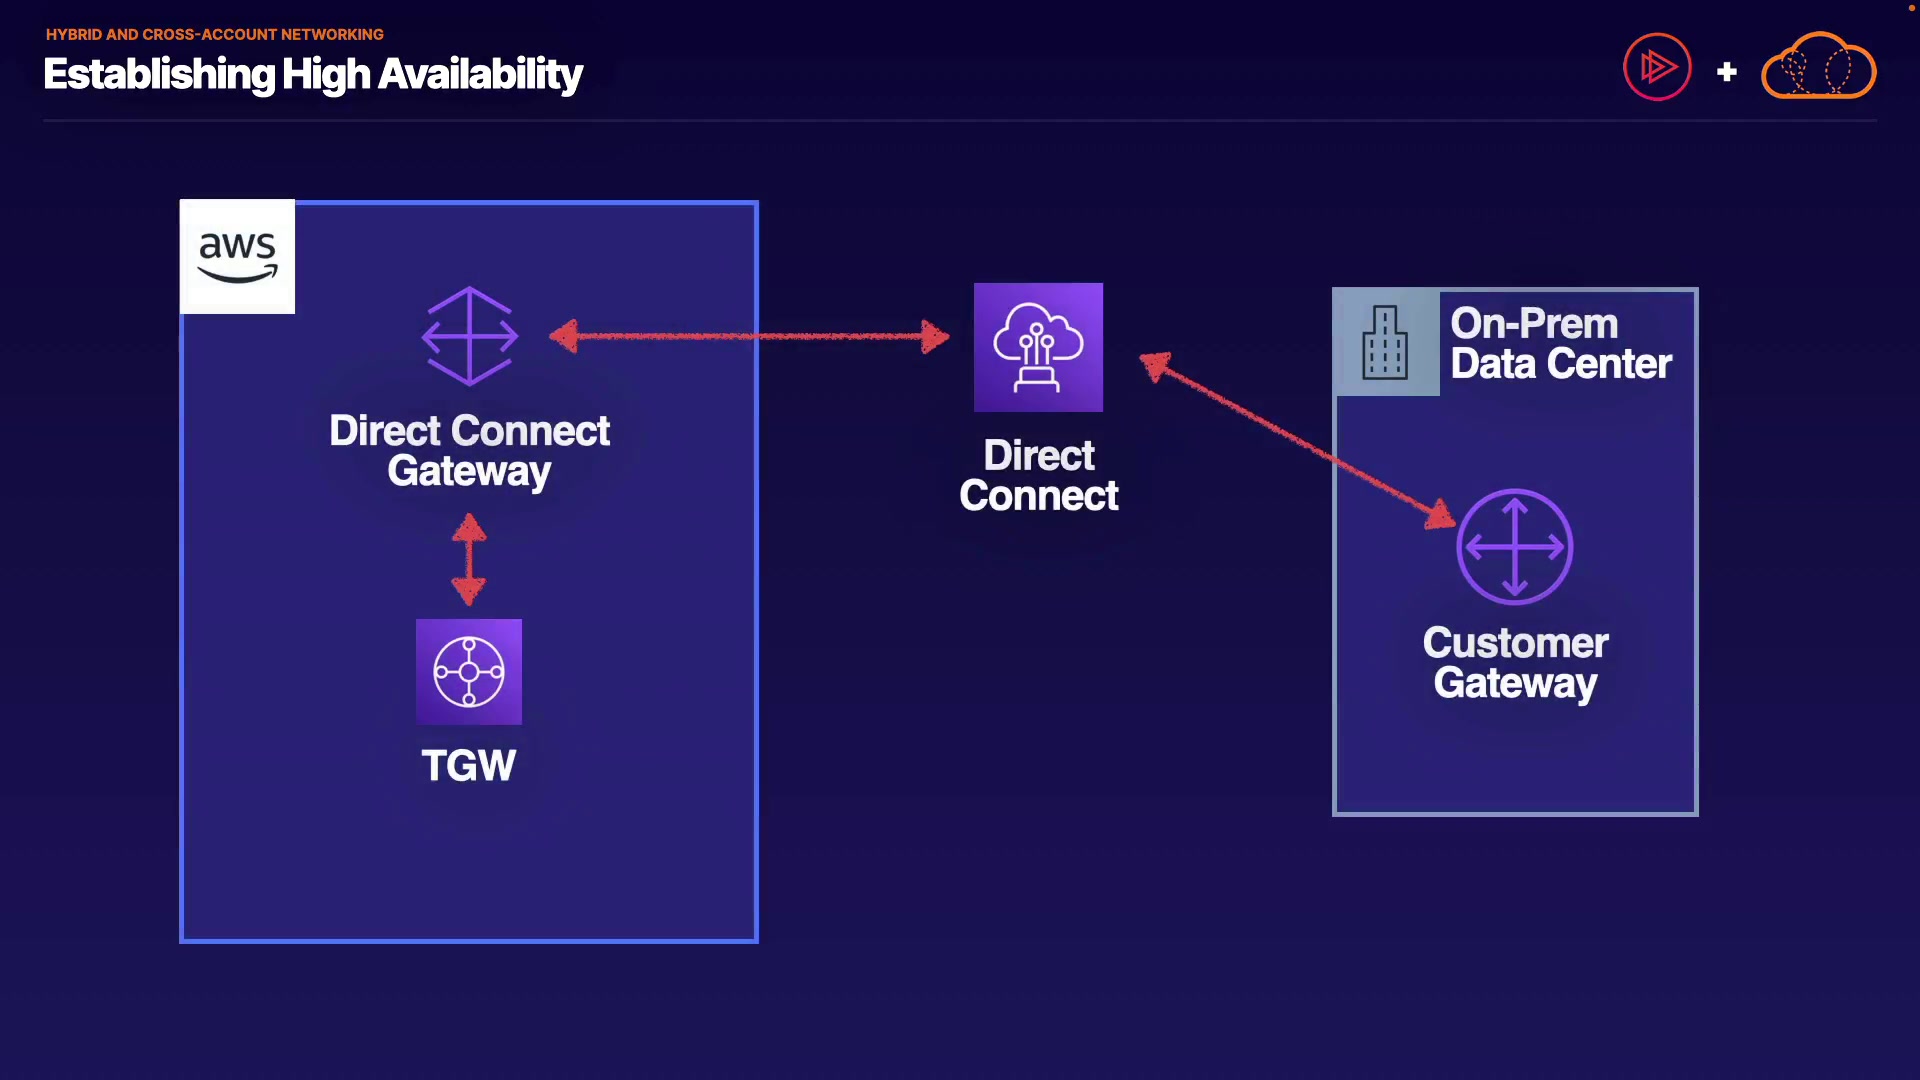 HYBRID AND CROSS-ACCOUNT NETWORKING
Establishing High Availability
aws
Direct Connect
Gateway
TGW
Direct
Connect
On-Prem
Data Center
Customer
Gateway